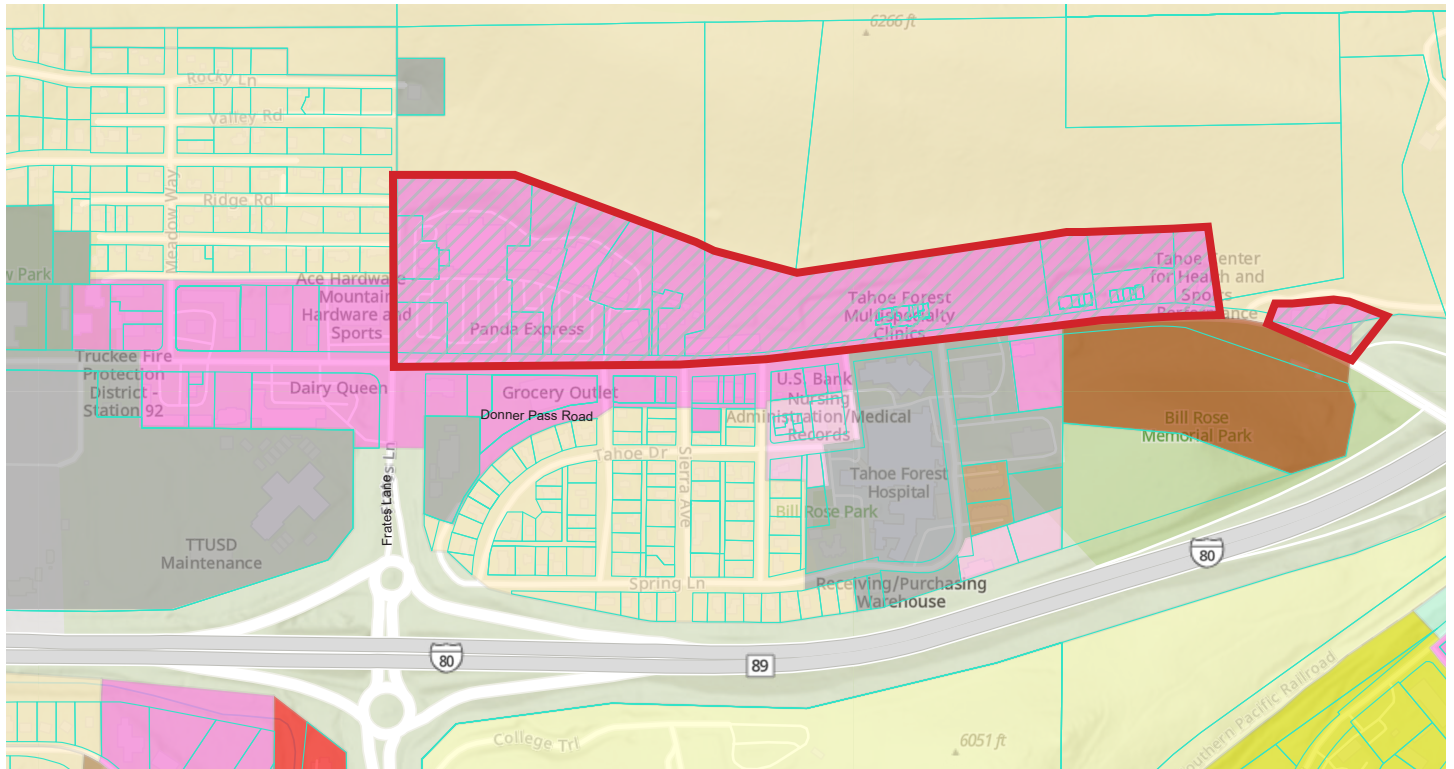 6266 ft
Rocky Ln
Valley Rd
Ridge Rd
Meadow Way
w Park
Ace Hardware
Mountain
Hardware and
Sports
Panda Express
Tahoe Forest
Multispecialty
Clinics
Tahoe Center
for Health and
Sports
Performance
Truckee Fire
Protection
District -
Station 92
Dairy Queen
Grocery Outlet
Donner Pass Road
U.S. Bank
Nursing
Administration/Medical
Records
Bill Rose
Memorial Park
Tahoe Dr
Sierra Ave
Frates Lane
Tahoe Forest
Hospital
Bill Rose Park
TTUSD
Maintenance
Spring Ln
Receiving/Purchasing
Warehouse
80
80
89
College Trl
6051 ft
uthern Pacific Railroad